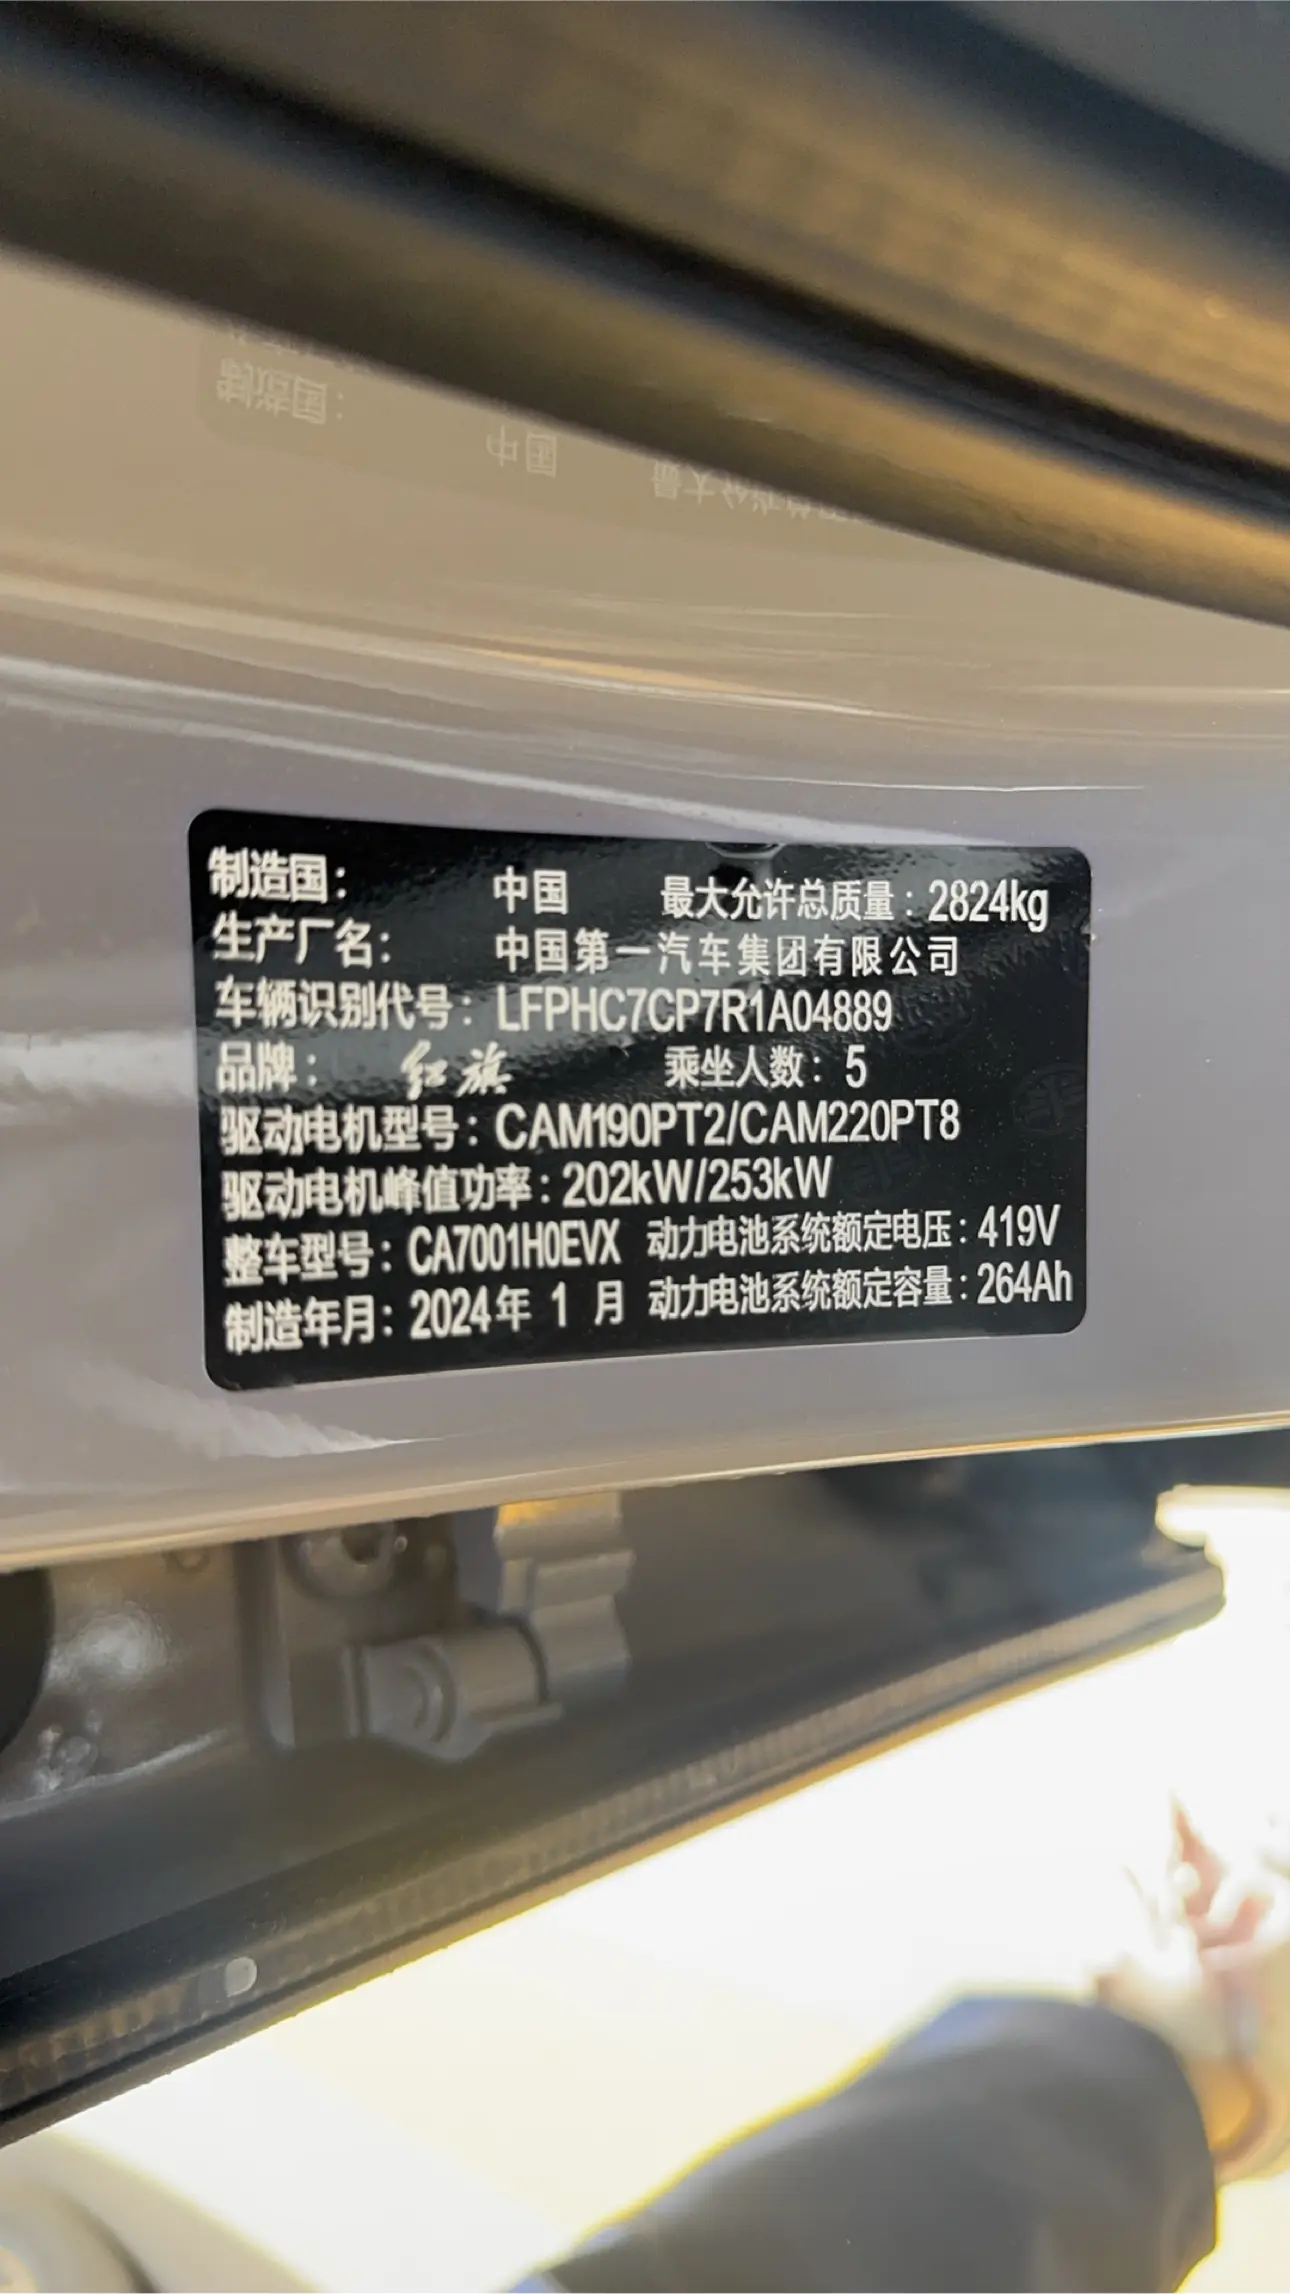 制造国： 中国 最大允许总质量：2824kg
生产厂名： 中国第一汽车集团有限公司
车辆识别代号：LFPHC7CP7R1A04889
品牌： 红旗 乘坐人数：5
驱动电机型号：CAM190PT2/CAM220PT8
驱动电机峰值功率：202kW/253kW
整车型号：CA7001H0EVX 动力电池系统额定电压：419V
制造年月：2024年 1 月 动力电池系统额定容量：264Ah